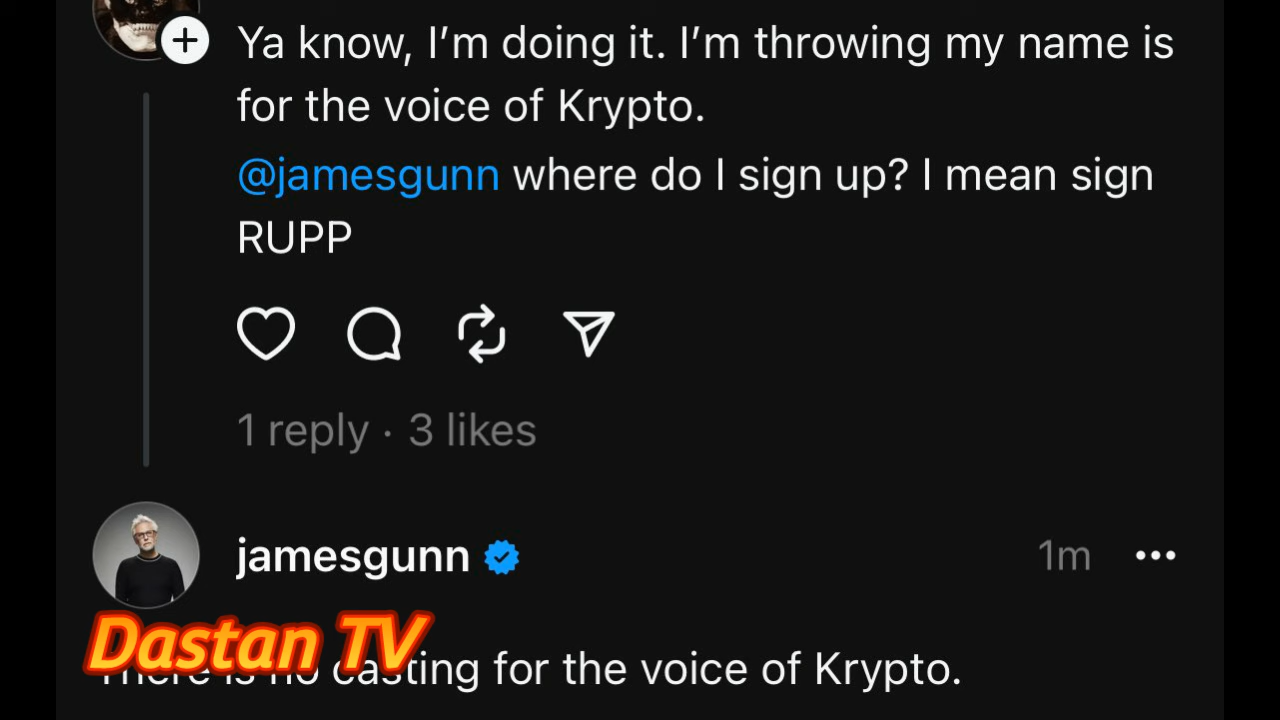 Ya know, I'm doing it. I'm throwing my name is
for the voice of Krypto.
@jamesgunn where do I sign up? I mean sign
RUPP
1 reply · 3 likes
jamesgunn
1m
Dastan TV
There is no casting for the voice of Krypto.